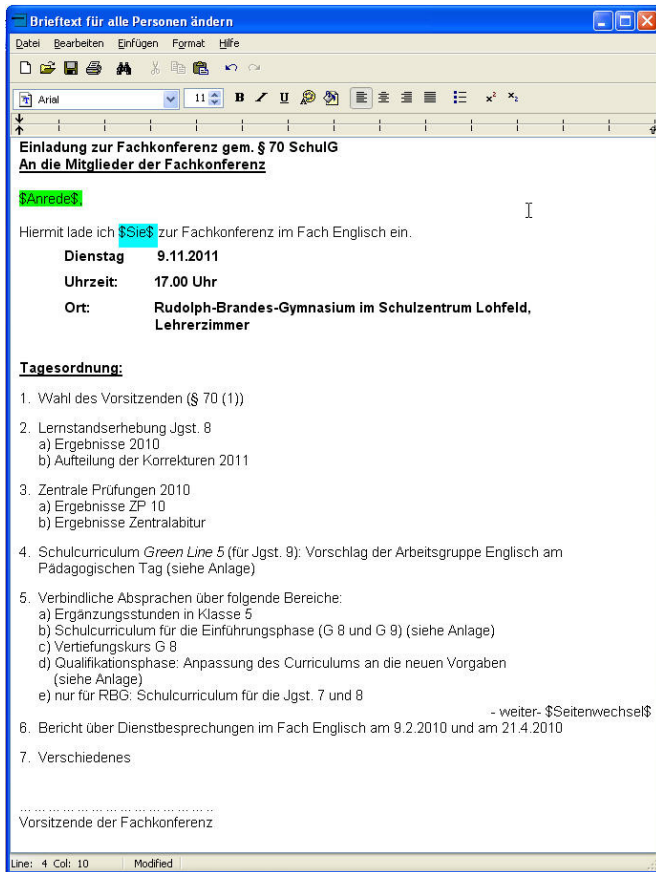 Brieftext für alle Personen ändern
Datei Bearbeiten Einfügen Format Hilfe
Arial 11 B I U x² x₂
Einladung zur Fachkonferenz gem. § 70 SchulG
An die Mitglieder der Fachkonferenz
$Anrede$,
Hiermit lade ich $Sie$ zur Fachkonferenz im Fach Englisch ein.
Dienstag 9.11.2011
Uhrzeit: 17.00 Uhr
Ort: Rudolph-Brandes-Gymnasium im Schulzentrum Lohfeld,
Lehrerzimmer
Tagesordnung:
1. Wahl des Vorsitzenden (§ 70 (1))
2. Lernstandserhebung Jgst. 8
a) Ergebnisse 2010
b) Aufteilung der Korrekturen 2011
3. Zentrale Prüfungen 2010
a) Ergebnisse ZP 10
b) Ergebnisse Zentralabitur
4. Schulcurriculum Green Line 5 (für Jgst. 9): Vorschlag der Arbeitsgruppe Englisch am
Pädagogischen Tag (siehe Anlage)
5. Verbindliche Absprachen über folgende Bereiche:
a) Ergänzungsstunden in Klasse 5
b) Schulcurriculum für die Einführungsphase (G 8 und G 9) (siehe Anlage)
c) Vertiefungskurs G 8
d) Qualifikationsphase: Anpassung des Curriculums an die neuen Vorgaben
(siehe Anlage)
e) nur für RBG: Schulcurriculum für die Jgst. 7 und 8
- weiter- $Seitenwechsel$
6. Bericht über Dienstbesprechungen im Fach Englisch am 9.2.2010 und am 21.4.2010
7. Verschiedenes
... ... ... ... ... ... ... ... ... ... ... ... ... ..
Vorsitzende der Fachkonferenz
Line: 4 Col: 10 Modified